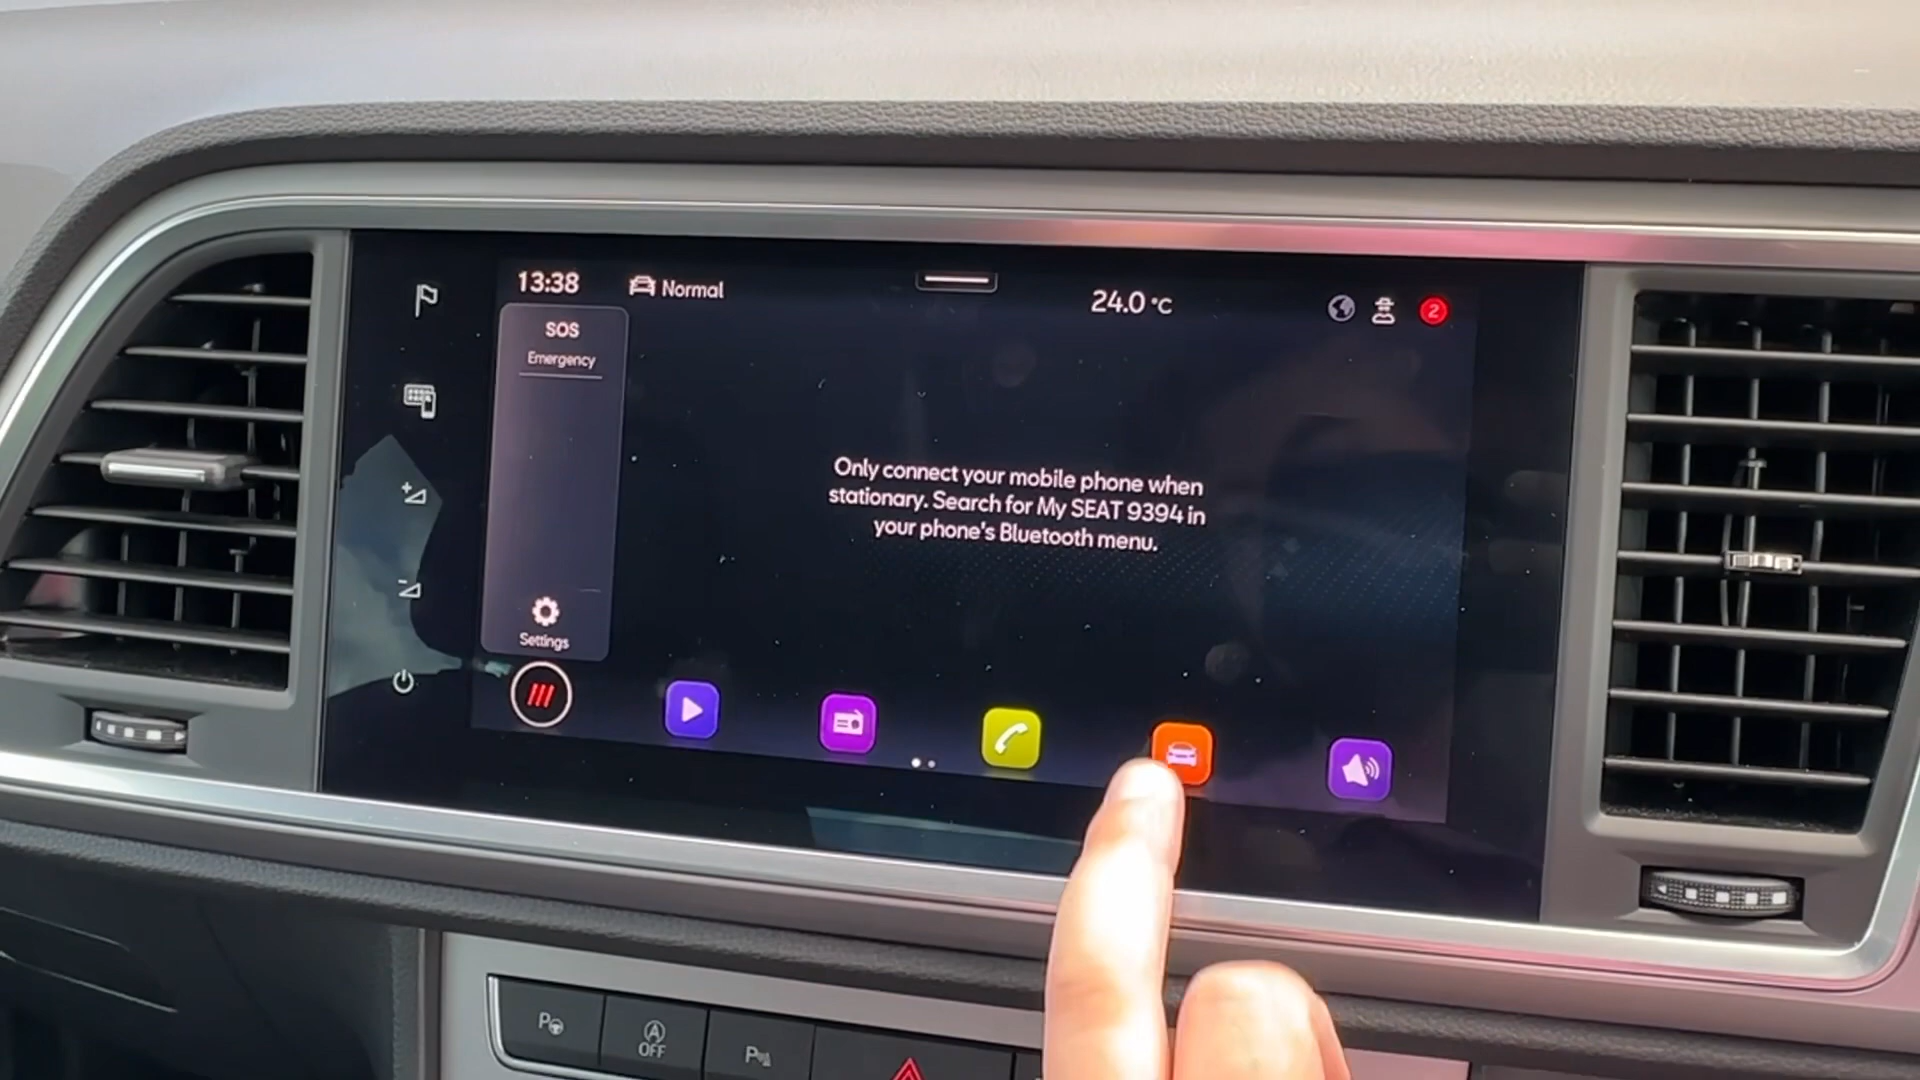 13:38
Normal
24.0 °C
2
SOS
Emergency
Only connect your mobile phone when
stationary. Search for My SEAT 9394 in
your phone's Bluetooth menu.
Settings
P
A
OFF
P